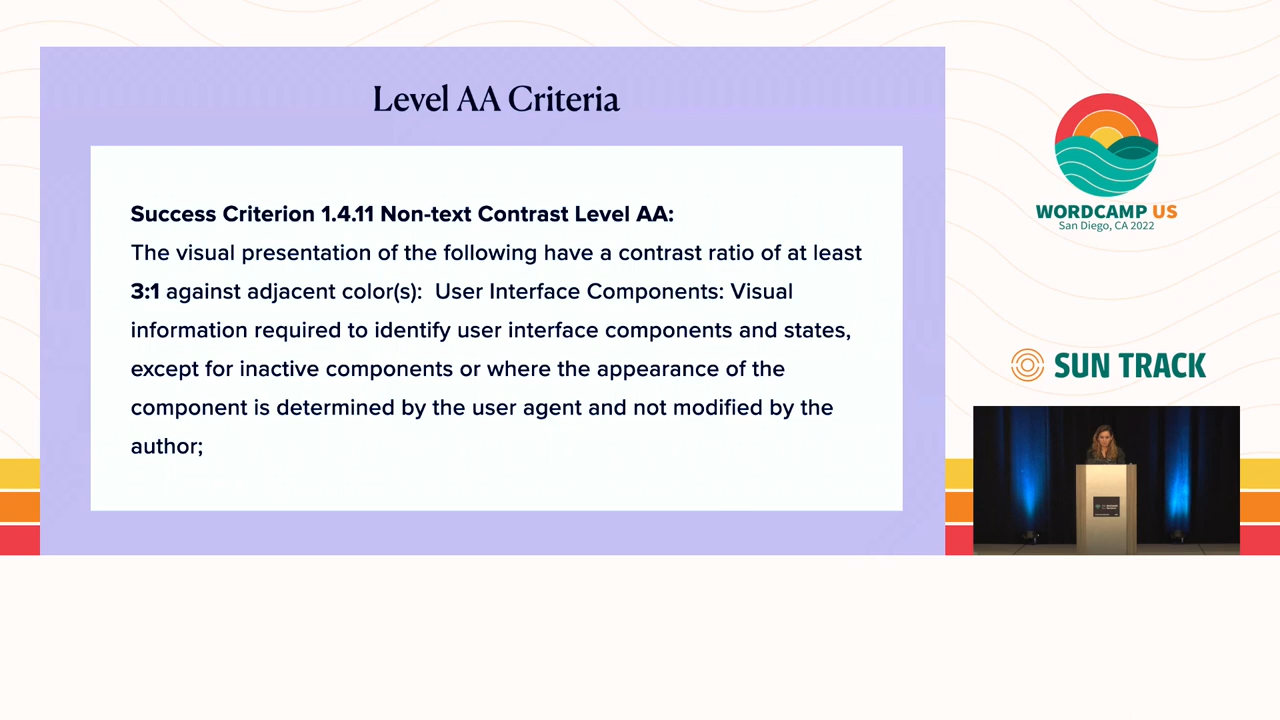 Level AA Criteria
Success Criterion 1.4.11 Non-text Contrast Level AA:
The visual presentation of the following have a contrast ratio of at least
3:1 against adjacent color(s):  User Interface Components: Visual
information required to identify user interface components and states,
except for inactive components or where the appearance of the
component is determined by the user agent and not modified by the
author;
WORDCAMP US
San Diego, CA 2022
SUN TRACK